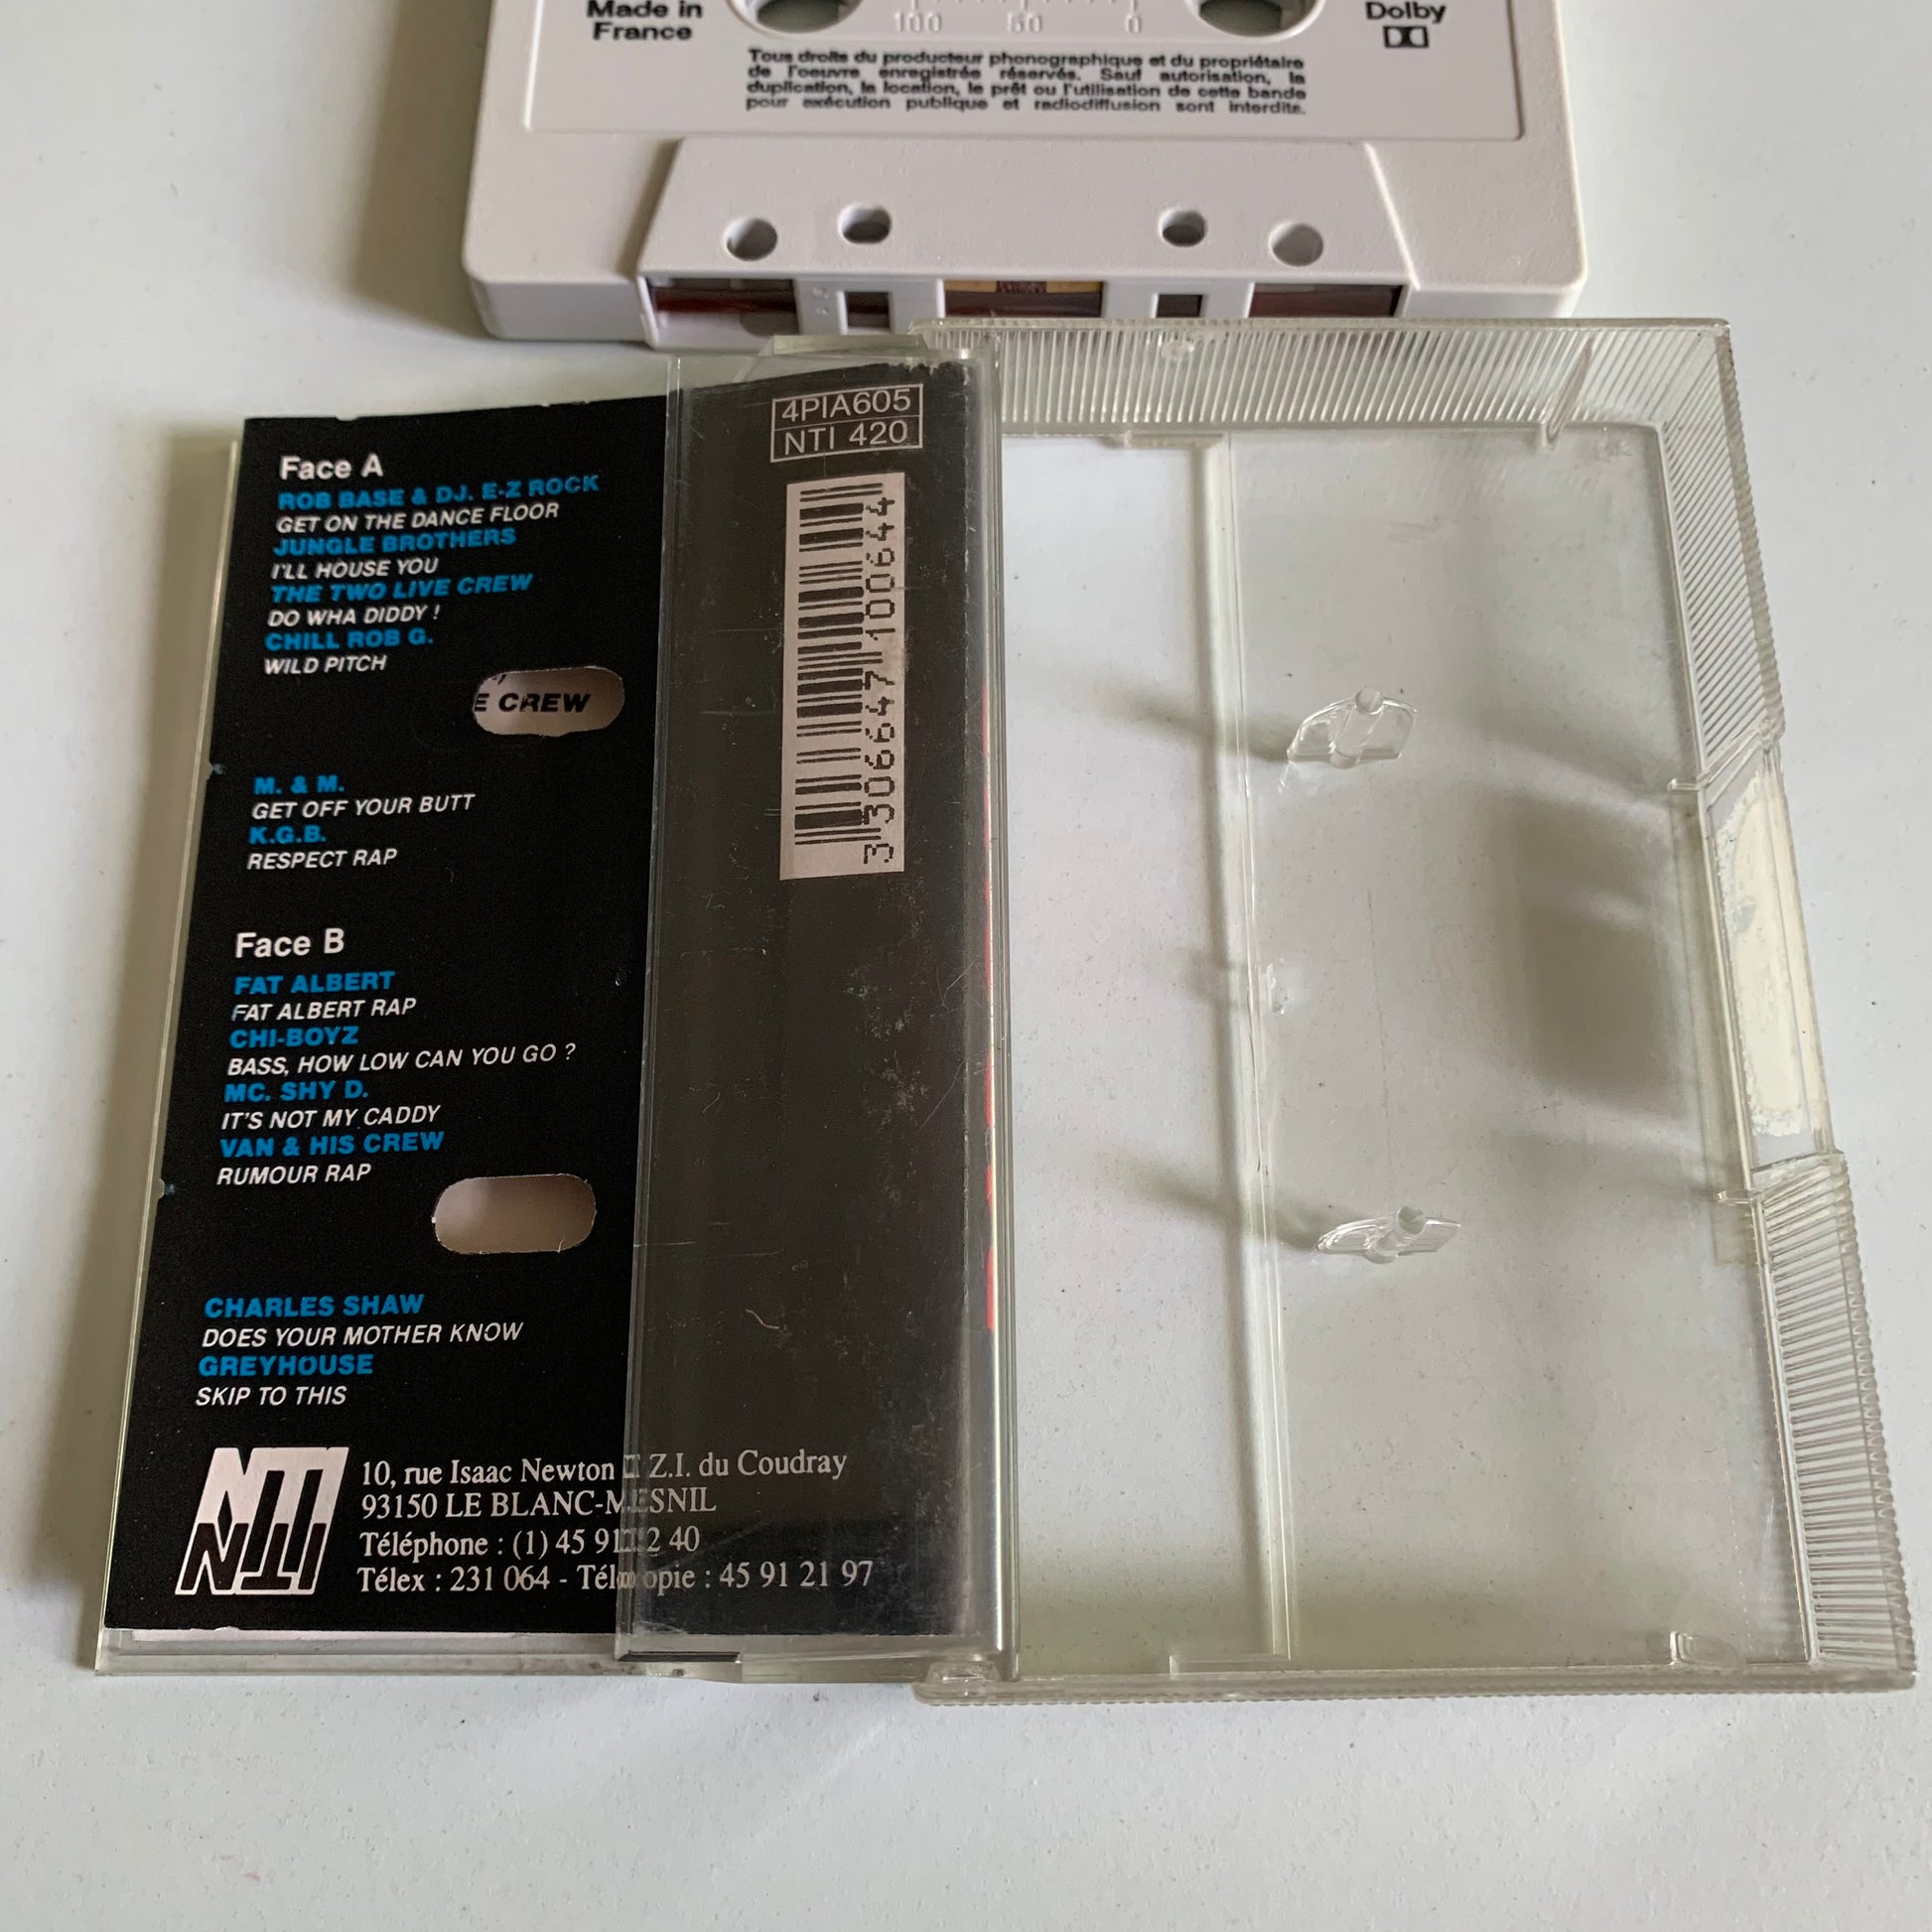 Made in
France
100 50 0
Dolby
Tous droits du producteur phonographique et du propriétaire
de l'oeuvre enregistrée réservés. Sauf autorisation, la
duplication, la location, le prêt ou l'utilisation de cette bande
pour exécution publique et radiodiffusion sont interdits.
4PIA605
NTI 420
3 306647 100644
Face A
ROB BASE & DJ. E-Z ROCK
GET ON THE DANCE FLOOR
JUNGLE BROTHERS
I'LL HOUSE YOU
THE TWO LIVE CREW
DO WHA DIDDY !
CHILL ROB G.
WILD PITCH
E CREW
M. & M.
GET OFF YOUR BUTT
K.G.B.
RESPECT RAP
Face B
FAT ALBERT
FAT ALBERT RAP
CHI-BOYZ
BASS, HOW LOW CAN YOU GO ?
MC. SHY D.
IT'S NOT MY CADDY
VAN & HIS CREW
RUMOUR RAP
CHARLES SHAW
DOES YOUR MOTHER KNOW
GREYHOUSE
SKIP TO THIS
NTI
NTI
10, rue Isaac Newton Z.I. du Coudray
93150 LE BLANC-MESNIL
Téléphone : (1) 45 91 2 40
Télex : 231 064 - Télécopie : 45 91 21 97